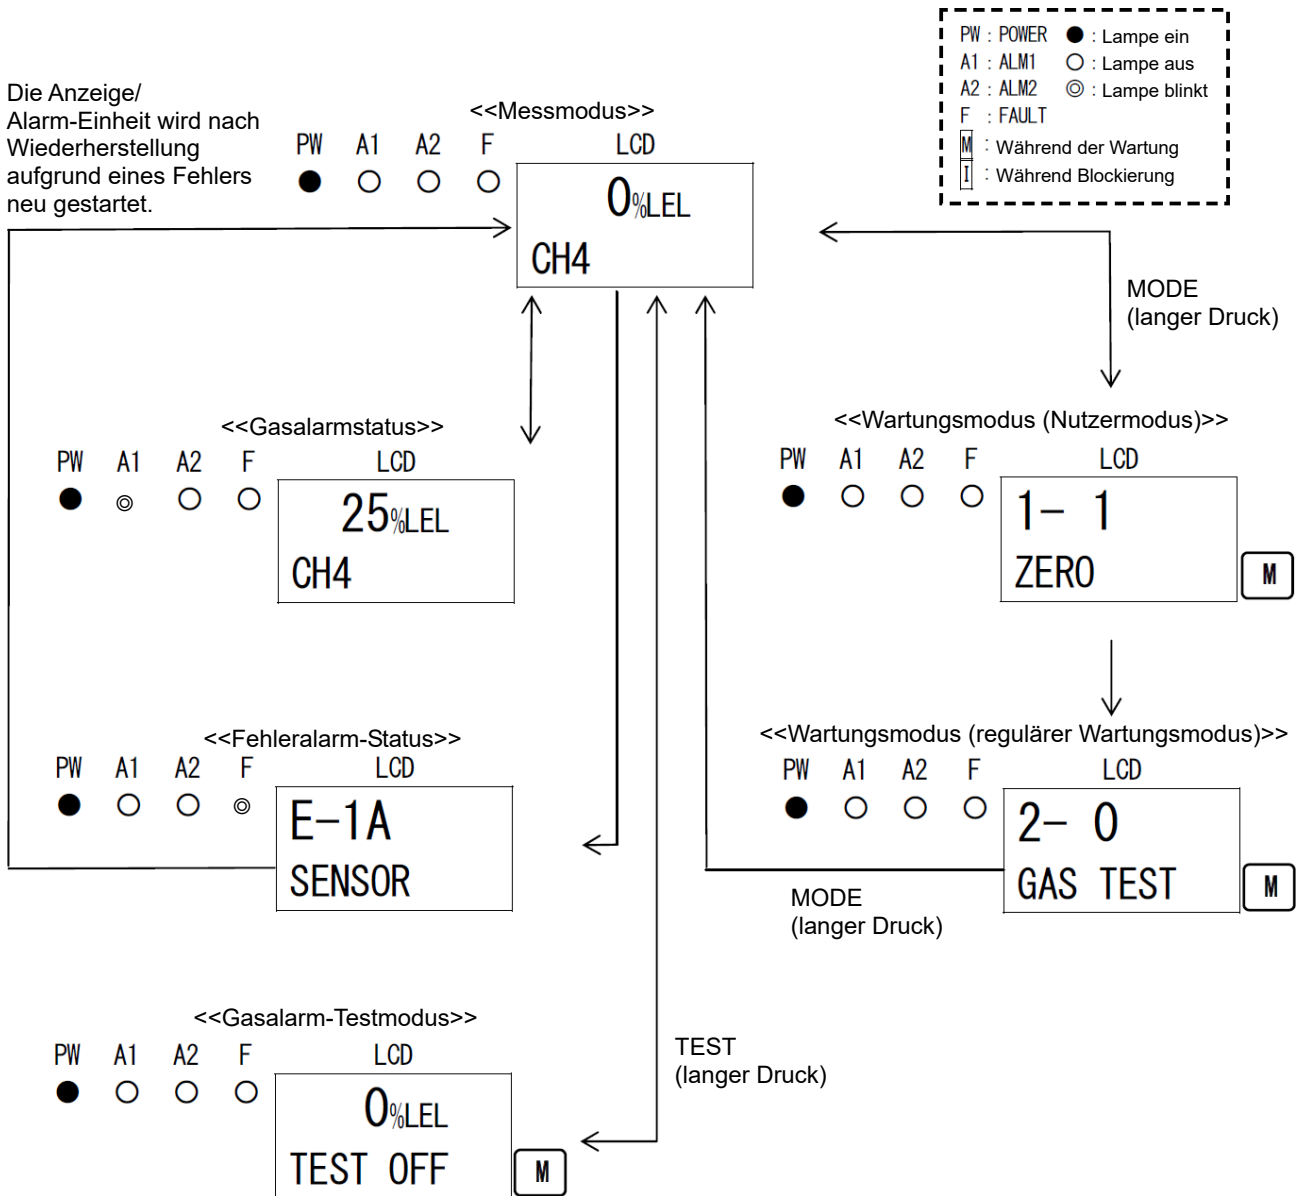 PW : POWER ● : Lampe ein
A1 : ALM1 ○ : Lampe aus
A2 : ALM2 ◎ : Lampe blinkt
F : FAULT
M : Während der Wartung
I : Während Blockierung
Die Anzeige/
Alarm-Einheit wird nach
Wiederherstellung
aufgrund eines Fehlers
neu gestartet.
<<Messmodus>>
PW A1 A2 F LCD
0%LEL
CH4
MODE
(langer Druck)
<<Gasalarmstatus>>
PW A1 A2 F LCD
25%LEL
CH4
<<Wartungsmodus (Nutzermodus)>>
PW A1 A2 F LCD
1- 1
ZERO
M
<<Fehleralarm-Status>>
PW A1 A2 F LCD
E-1A
SENSOR
<<Wartungsmodus (regulärer Wartungsmodus)>>
PW A1 A2 F LCD
2- 0
GAS TEST
M
MODE
(langer Druck)
<<Gasalarm-Testmodus>>
PW A1 A2 F LCD
0%LEL
TEST OFF
M
TEST
(langer Druck)